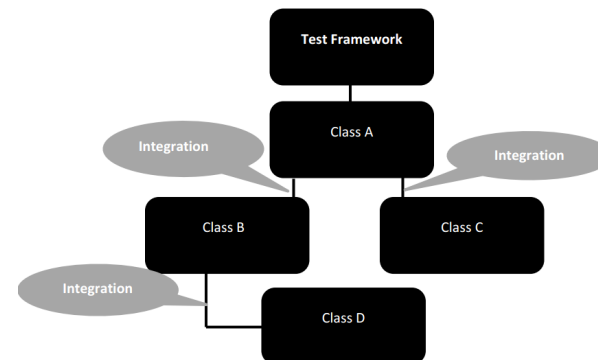 Test Framework
Class A
Integration
Integration
Class B
Class C
Integration
Class D